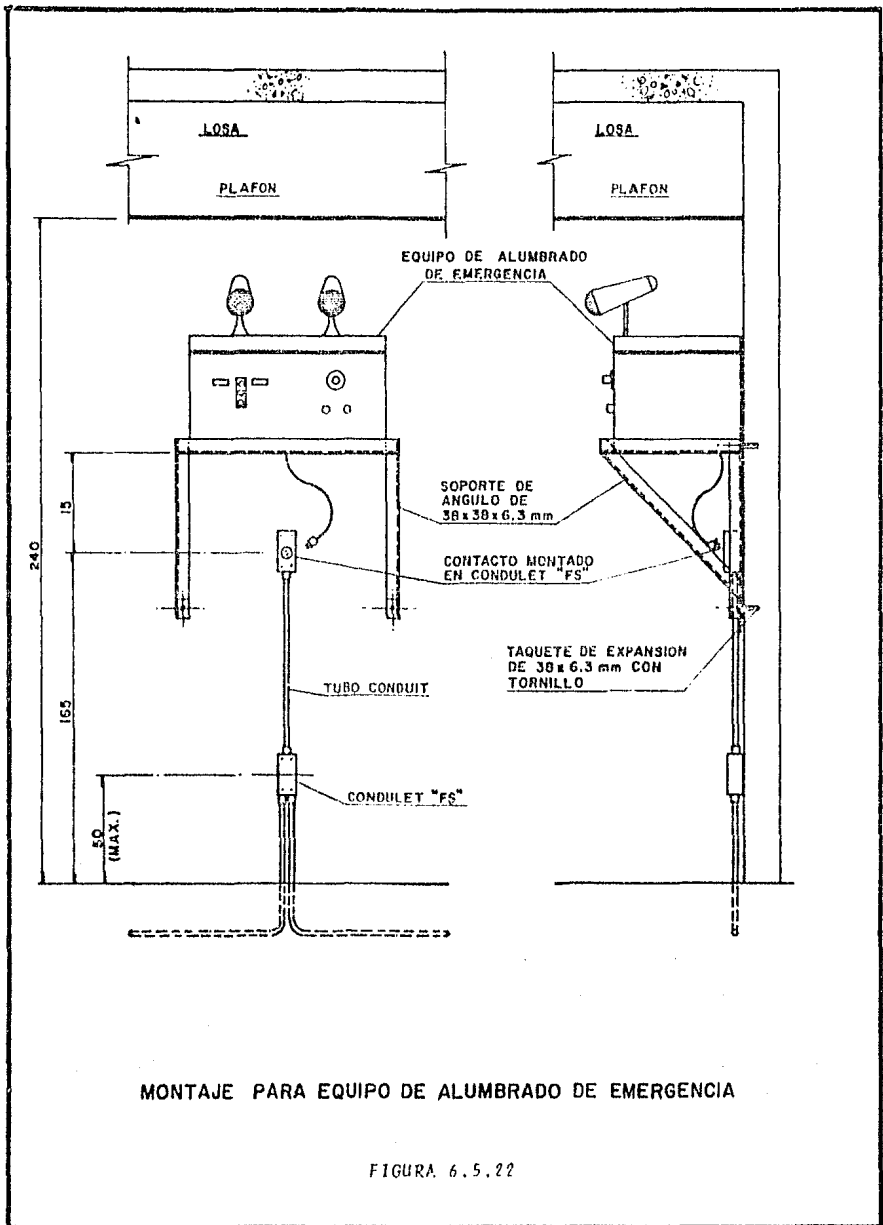 LOSA
LOSA
PLAFON
PLAFON
EQUIPO DE ALUMBRADO
DE EMERGENCIA
SOPORTE DE
ANGULO DE
38 x 38 x 6.3 mm
15
240
CONTACTO MONTADO
EN CONDULET "FS"
TAQUETE DE EXPANSION
DE 38 x 6.3 mm CON
TORNILLO
TUBO CONDUIT
165
CONDULET "FS"
50
(MAX.)
MONTAJE PARA EQUIPO DE ALUMBRADO DE EMERGENCIA
FIGURA 6.5.22